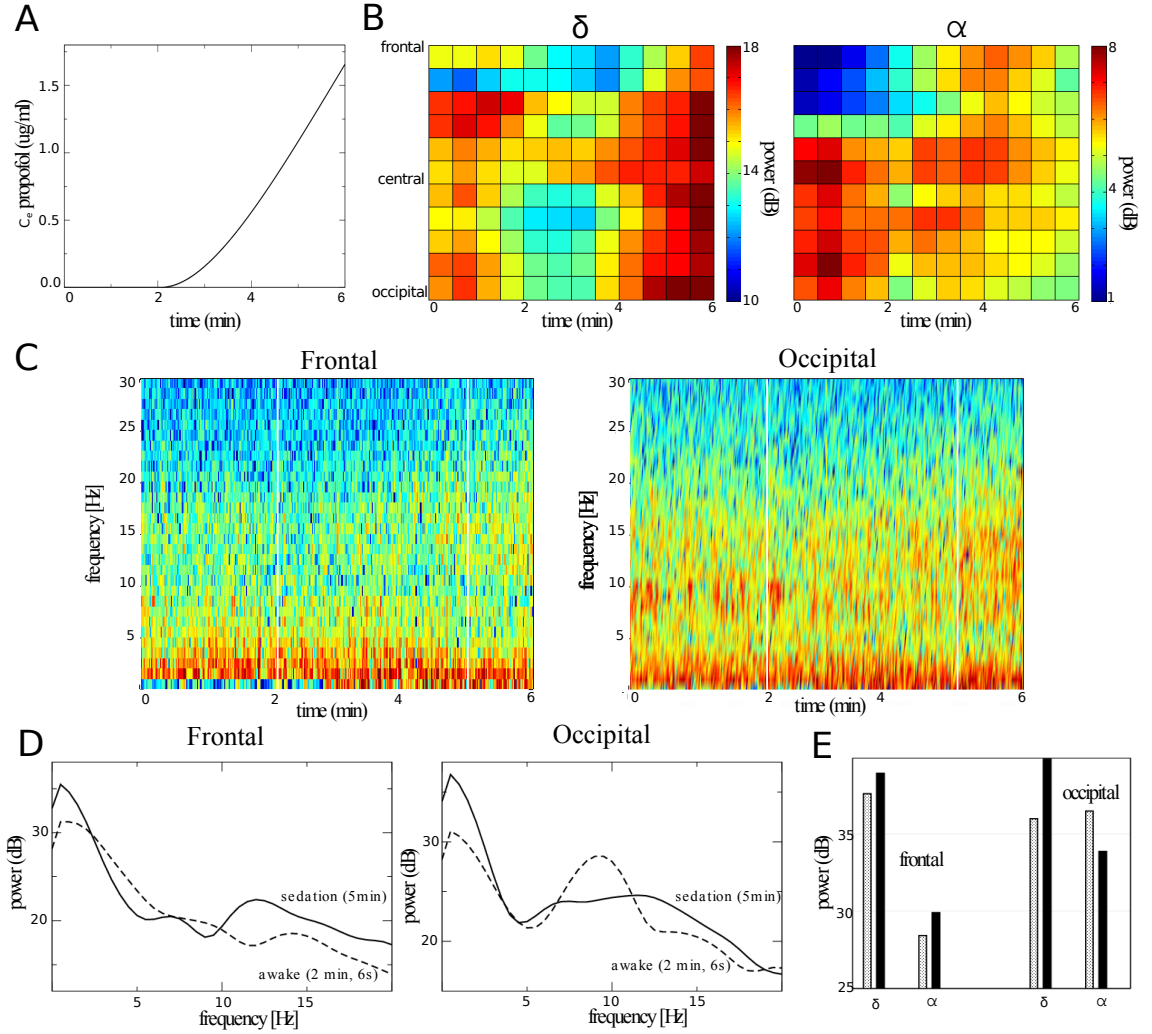 A
B
δ
α
cₑ propofol (ug/ml)
1.5
1.0
0.5
0.0
0
2
4
6
time (min)
frontal
central
occipital
0
2
4
6
time (min)
18
14
10
power (dB)
0
2
4
6
time (min)
8
4
1
power (dB)
C
Frontal
Occipital
frequency [Hz]
30
25
20
15
10
5
0
2
4
6
time (min)
frequency [Hz]
30
25
20
15
10
5
0
2
4
6
time (min)
D
Frontal
Occipital
power (dB)
30
20
sedation (5min)
awake (2 min, 6s)
5
10
15
frequency [Hz]
power (dB)
30
20
sedation (5min)
awake (2 min, 6s)
5
10
15
frequency [Hz]
E
power (dB)
35
30
25
frontal
occipital
δ
α
δ
α